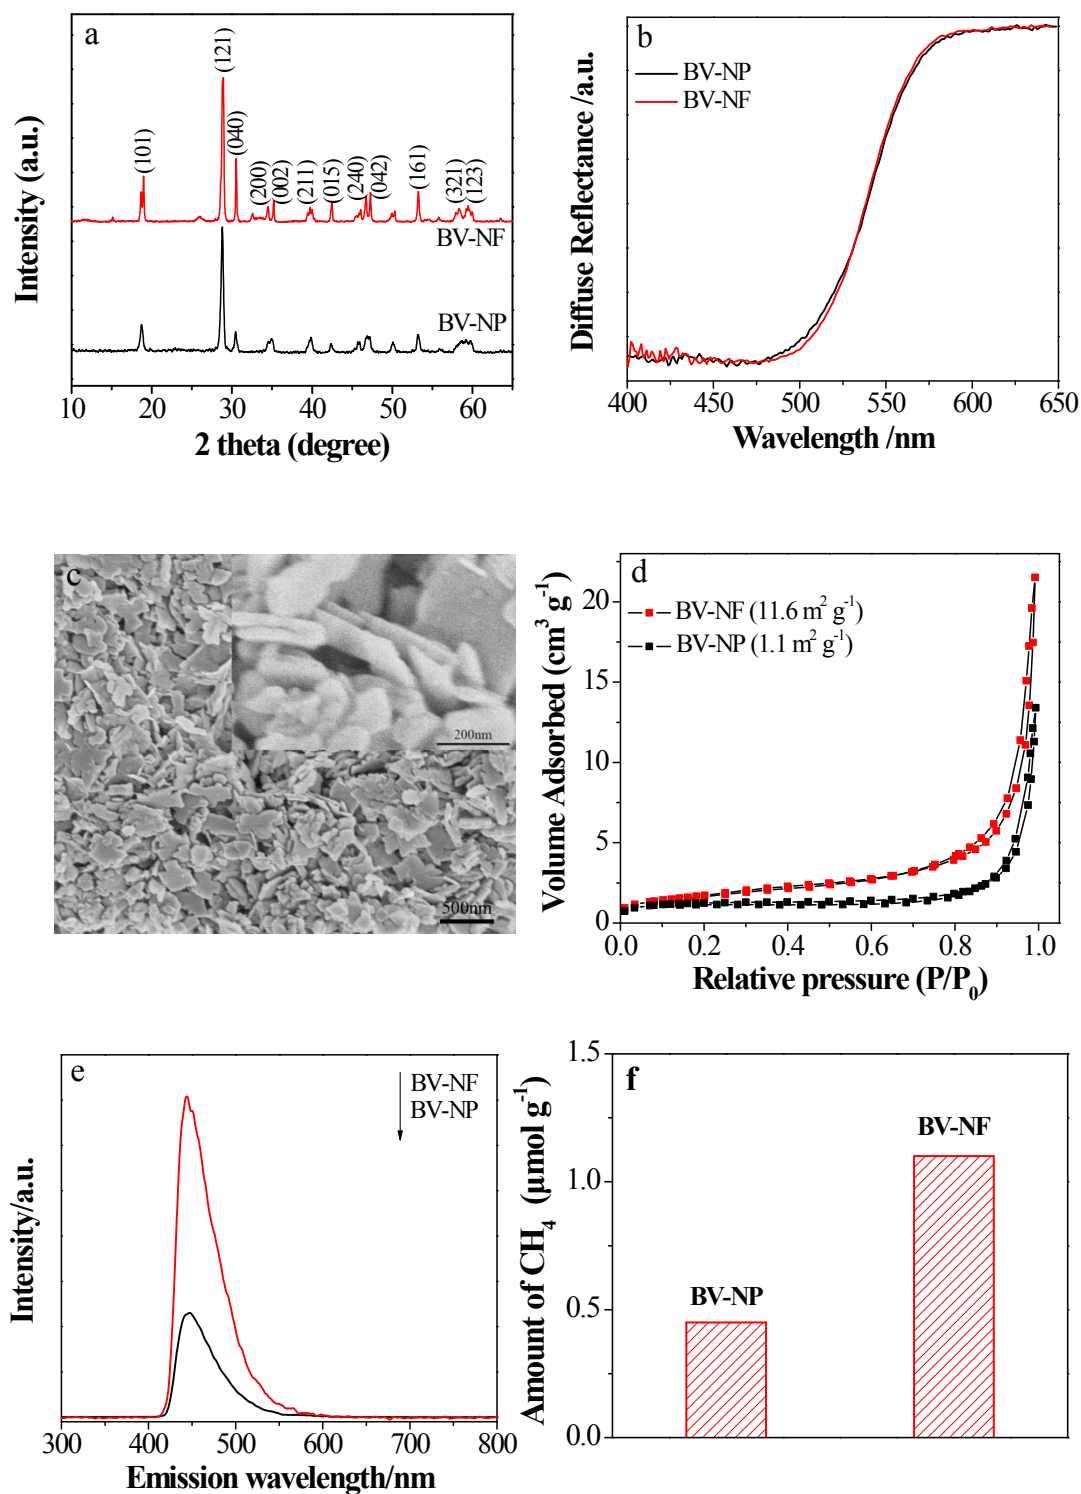 a
(101)
(121)
(040)
(200)
(002)
(211)
(015)
(240)
(042)
(161)
(321)
(123)
BV-NF
BV-NP
Intensity (a.u.)
10 20 30 40 50 60
2 theta (degree)
b
BV-NP
BV-NF
Diffuse Reflectance /a.u.
400 450 500 550 600 650
Wavelength /nm
c
200nm
500nm
d
BV-NF (11.6 m² g⁻¹)
BV-NP (1.1 m² g⁻¹)
Volume Adsorbed (cm³ g⁻¹)
20
15
10
5
0
0.0 0.2 0.4 0.6 0.8 1.0
Relative pressure (P/P₀)
e
BV-NF
BV-NP
Intensity/a.u.
300 400 500 600 700 800
Emission wavelength/nm
f
BV-NP
BV-NF
Amount of CH₄ (μmol g⁻¹)
1.5
1.0
0.5
0.0